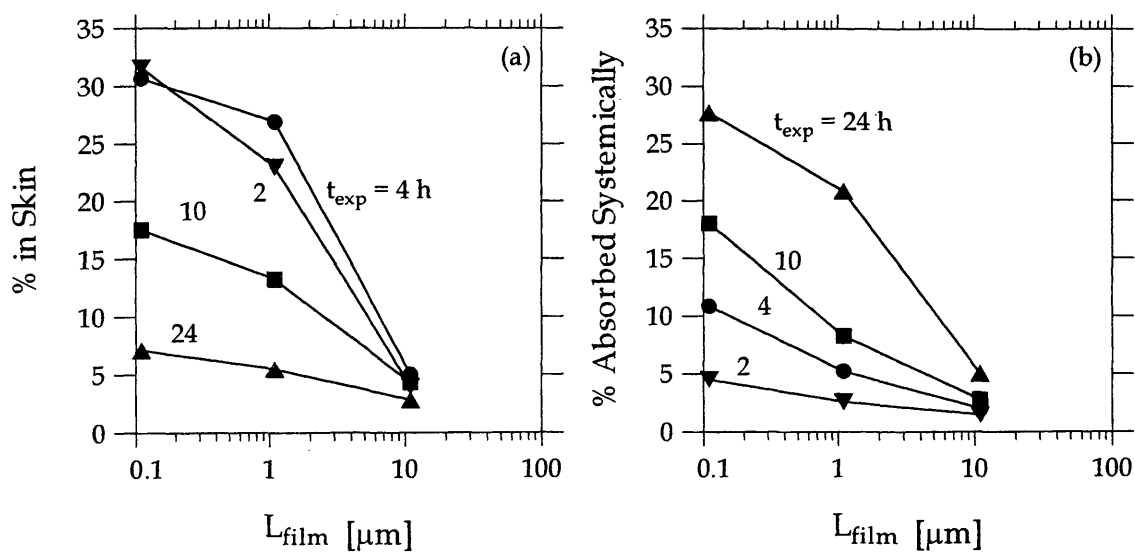 35
30
25
20
15
10
5
0
% in Skin
(a)
2
t_exp = 4 h
10
24
0.1 1 10 100
L_film [μm]
35
30
25
20
15
10
5
0
% Absorbed Systemically
(b)
t_exp = 24 h
10
4
2
0.1 1 10 100
L_film [μm]